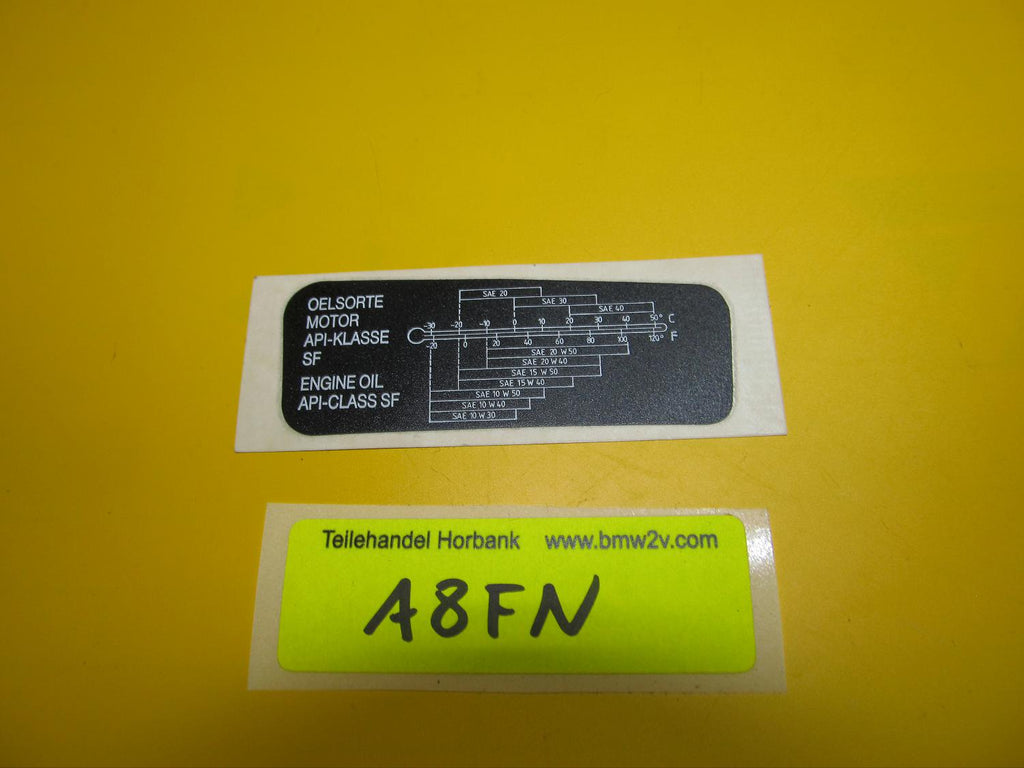 OELSORTE
MOTOR
API-KLASSE
SF
ENGINE OIL
API-CLASS SF
SAE 20
SAE 30
SAE 40
-30 -20 -10 0 10 20 30 40 50° C
-20 0 20 40 60 80 100 120° F
SAE 20 W 50
SAE 20 W 40
SAE 15 W 50
SAE 15 W 40
SAE 10 W 50
SAE 10 W 40
SAE 10 W 30
Teilehandel Horbank www.bmw2v.com
A8FN